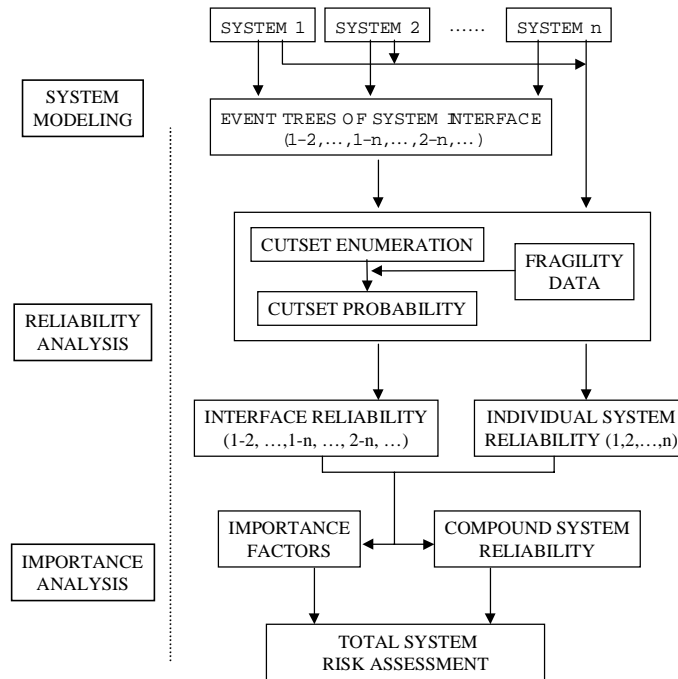 SYSTEM 1 SYSTEM 2 ...... SYSTEM n
SYSTEM
MODELING
EVENT TREES OF SYSTEM INTERFACE
(1-2,...,1-n,...,2-n,...)
CUTSET ENUMERATION
FRAGILITY
DATA
CUTSET PROBABILITY
RELIABILITY
ANALYSIS
INTERFACE RELIABILITY
(1-2, ...,1-n, ..., 2-n, ...)
INDIVIDUAL SYSTEM
RELIABILITY (1,2,...,n)
IMPORTANCE
FACTORS
COMPOUND SYSTEM
RELIABILITY
IMPORTANCE
ANALYSIS
TOTAL SYSTEM
RISK ASSESSMENT